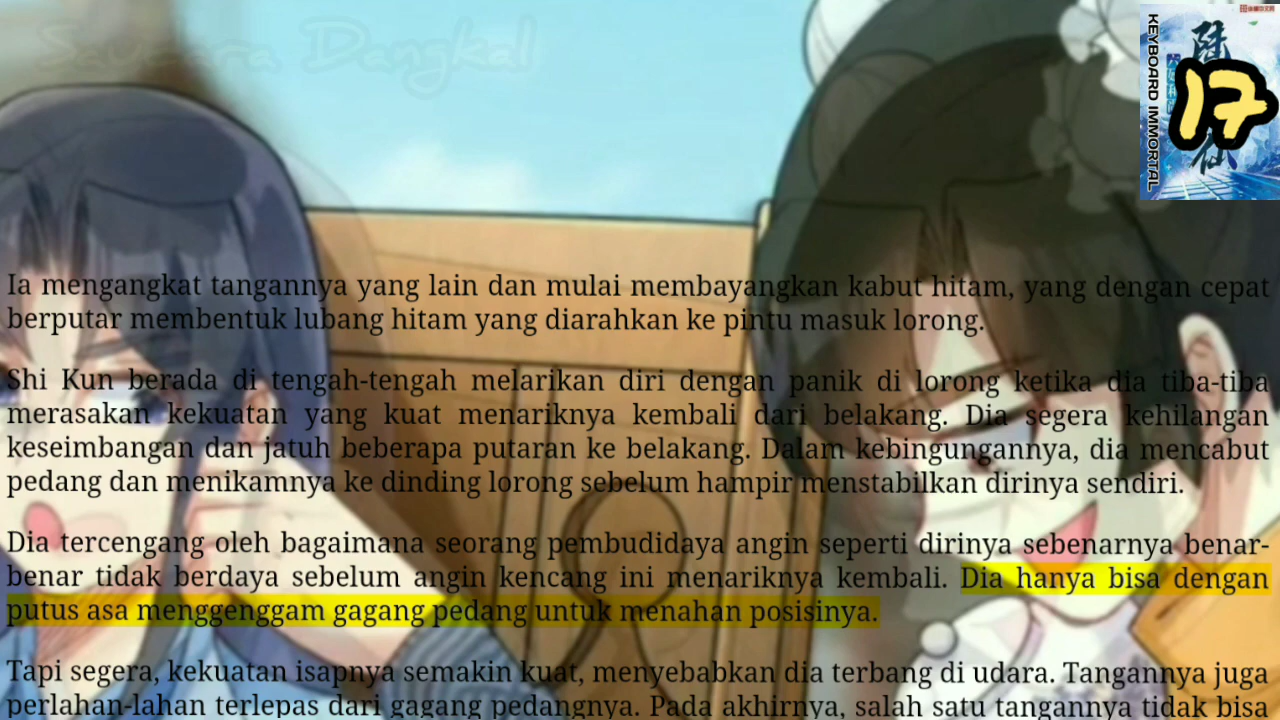 Sau ara Dangkal
KEYBOARD IMMORTAL
陆
17
仙
Ia mengangkat tangannya yang lain dan mulai membayangkan kabut hitam, yang dengan cepat
berputar membentuk lubang hitam yang diarahkan ke pintu masuk lorong.
Shi Kun berada di tengah-tengah melarikan diri dengan panik di lorong ketika dia tiba-tiba
merasakan kekuatan yang kuat menariknya kembali dari belakang. Dia segera kehilangan
keseimbangan dan jatuh beberapa putaran ke belakang. Dalam kebingungannya, dia mencabut
pedang dan menikamnya ke dinding lorong sebelum hampir menstabilkan dirinya sendiri.
Dia tercengang oleh bagaimana seorang pembudidaya angin seperti dirinya sebenarnya benar-
benar tidak berdaya sebelum angin kencang ini menariknya kembali. Dia hanya bisa dengan
putus asa menggenggam gagang pedang untuk menahan posisinya.
Tapi segera, kekuatan isapnya semakin kuat, menyebabkan dia terbang di udara. Tangannya juga
perlahan-lahan terlepas dari gagang pedangnya. Pada akhirnya, salah satu tangannya tidak bisa